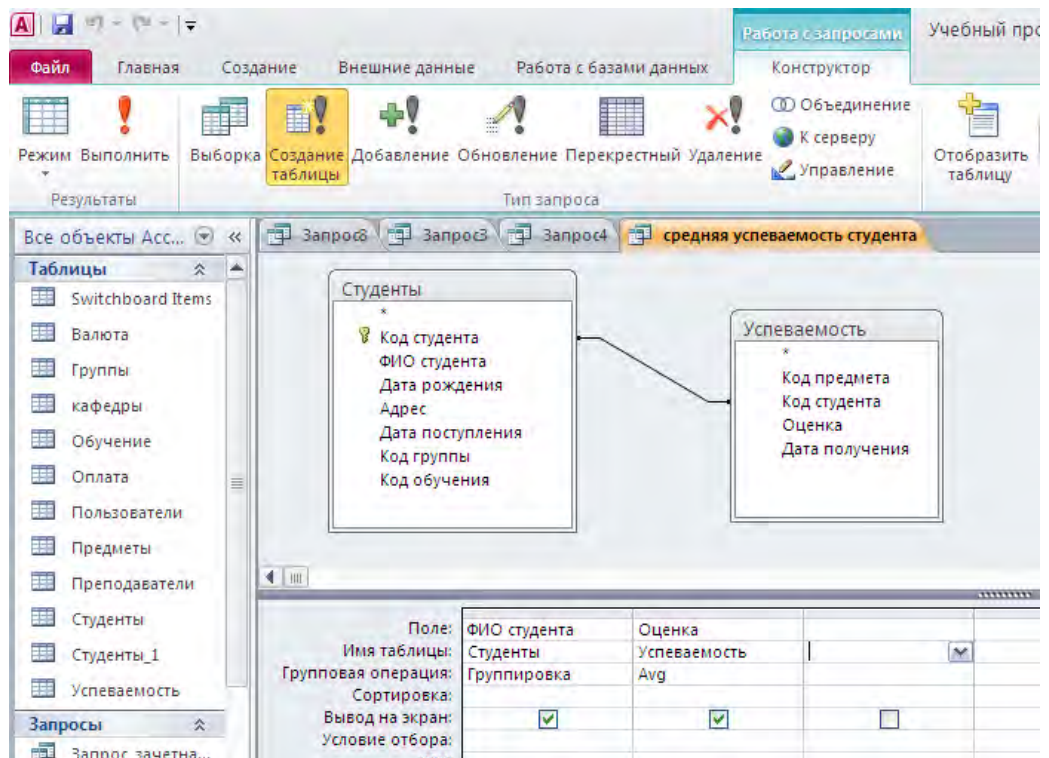 Работа с запросами
Учебный про
Файл Главная Создание Внешние данные Работа с базами данных Конструктор
Режим Выполнить Выборка Создание таблицы Добавление Обновление Перекрестный Удаление
Объединение
К серверу
Управление
Отобразить таблицу
Результаты Тип запроса
Все объекты Acc... «
Запрос8 Запрос3 Запрос4 средняя успеваемость студента
Таблицы
Switchboard Items
Валюта
Группы
кафедры
Обучение
Оплата
Пользователи
Предметы
Преподаватели
Студенты
Студенты_1
Успеваемость
Запросы
Запрос_зачетна...
Студенты
*
Код студента
ФИО студента
Дата рождения
Адрес
Дата поступления
Код группы
Код обучения
Успеваемость
*
Код предмета
Код студента
Оценка
Дата получения
Поле: ФИО студента Оценка
Имя таблицы: Студенты Успеваемость
Групповая операция: Группировка Avg
Сортировка:
Вывод на экран:
Условие отбора: